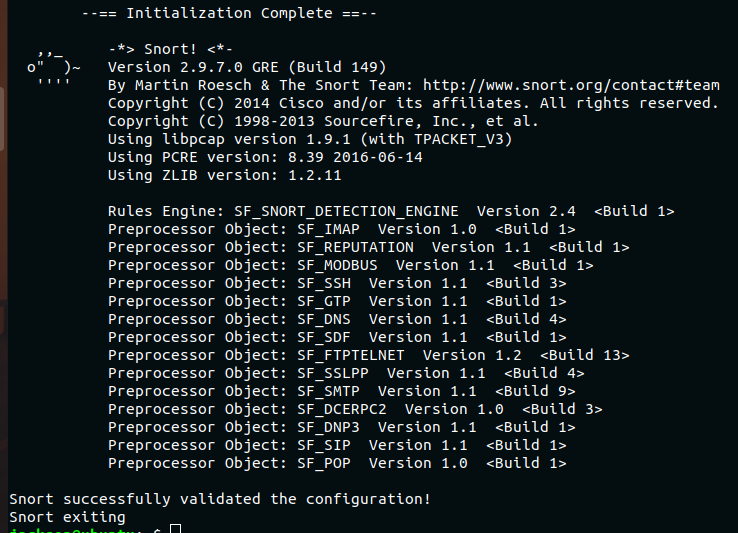 --== Initialization Complete ==--
,,_     -*> Snort! <*-
o"  )~   Version 2.9.7.0 GRE (Build 149)
''''    By Martin Roesch & The Snort Team: http://www.snort.org/contact#team
Copyright (C) 2014 Cisco and/or its affiliates. All rights reserved.
Copyright (C) 1998-2013 Sourcefire, Inc., et al.
Using libpcap version 1.9.1 (with TPACKET_V3)
Using PCRE version: 8.39 2016-06-14
Using ZLIB version: 1.2.11
Rules Engine: SF_SNORT_DETECTION_ENGINE  Version 2.4  <Build 1>
Preprocessor Object: SF_IMAP  Version 1.0  <Build 1>
Preprocessor Object: SF_REPUTATION  Version 1.1  <Build 1>
Preprocessor Object: SF_MODBUS  Version 1.1  <Build 1>
Preprocessor Object: SF_SSH  Version 1.1  <Build 3>
Preprocessor Object: SF_GTP  Version 1.1  <Build 1>
Preprocessor Object: SF_DNS  Version 1.1  <Build 4>
Preprocessor Object: SF_SDF  Version 1.1  <Build 1>
Preprocessor Object: SF_FTPTELNET  Version 1.2  <Build 13>
Preprocessor Object: SF_SSLPP  Version 1.1  <Build 4>
Preprocessor Object: SF_SMTP  Version 1.1  <Build 9>
Preprocessor Object: SF_DCERPC2  Version 1.0  <Build 3>
Preprocessor Object: SF_DNP3  Version 1.1  <Build 1>
Preprocessor Object: SF_SIP  Version 1.1  <Build 1>
Preprocessor Object: SF_POP  Version 1.0  <Build 1>
Snort successfully validated the configuration!
Snort exiting